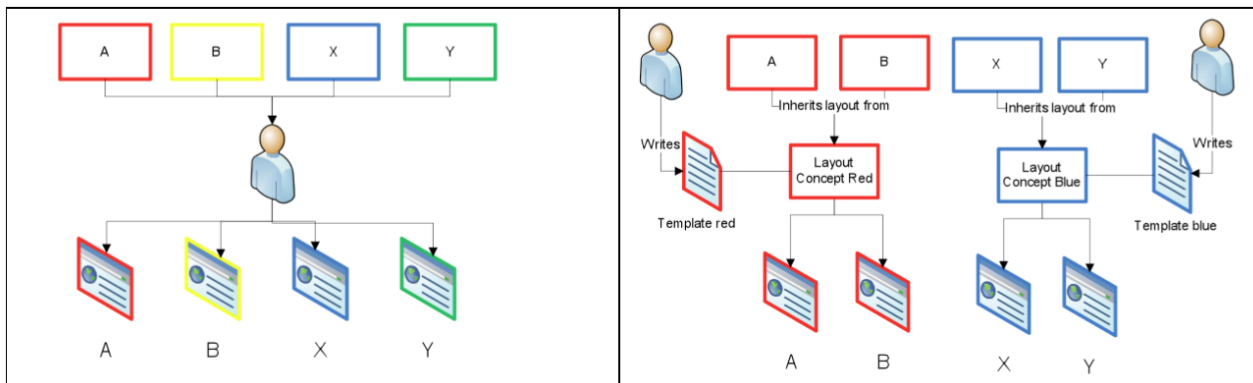 A
B
X
Y
A
B
X
Y
A
B
X
Y
Inherits layout from
Inherits layout from
Writes
Writes
Layout
Concept Red
Layout
Concept Blue
Template red
Template blue
A
B
X
Y